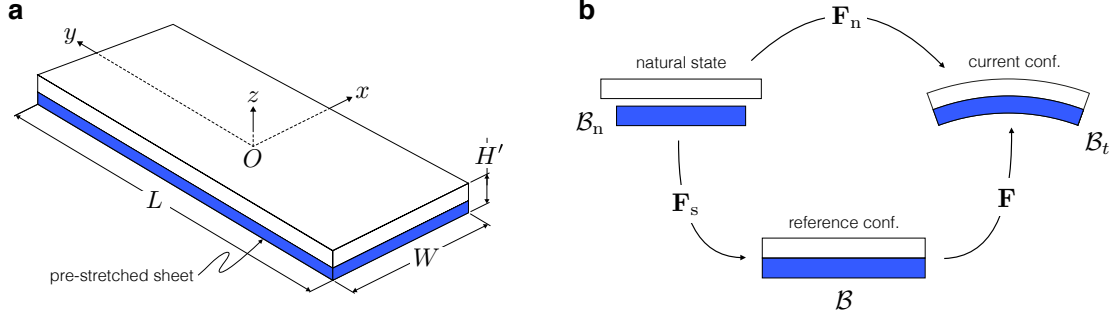 a
y
x
z
O
H′
L
W
pre-stretched sheet
b
Fn
natural state
current conf.
Bn
Bt
Fs
F
reference conf.
B